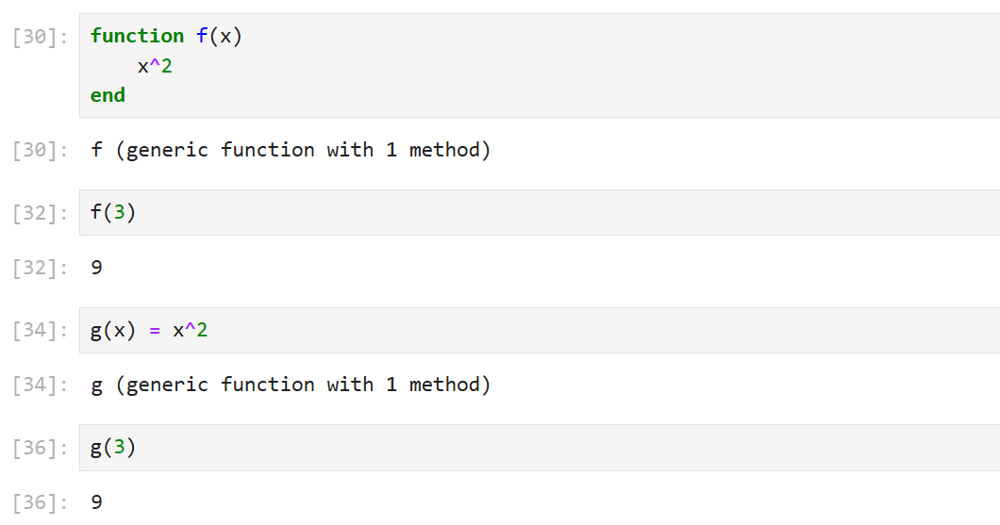 [30]: function f(x)
    x^2
end
[30]: f (generic function with 1 method)
[32]: f(3)
[32]: 9
[34]: g(x) = x^2
[34]: g (generic function with 1 method)
[36]: g(3)
[36]: 9